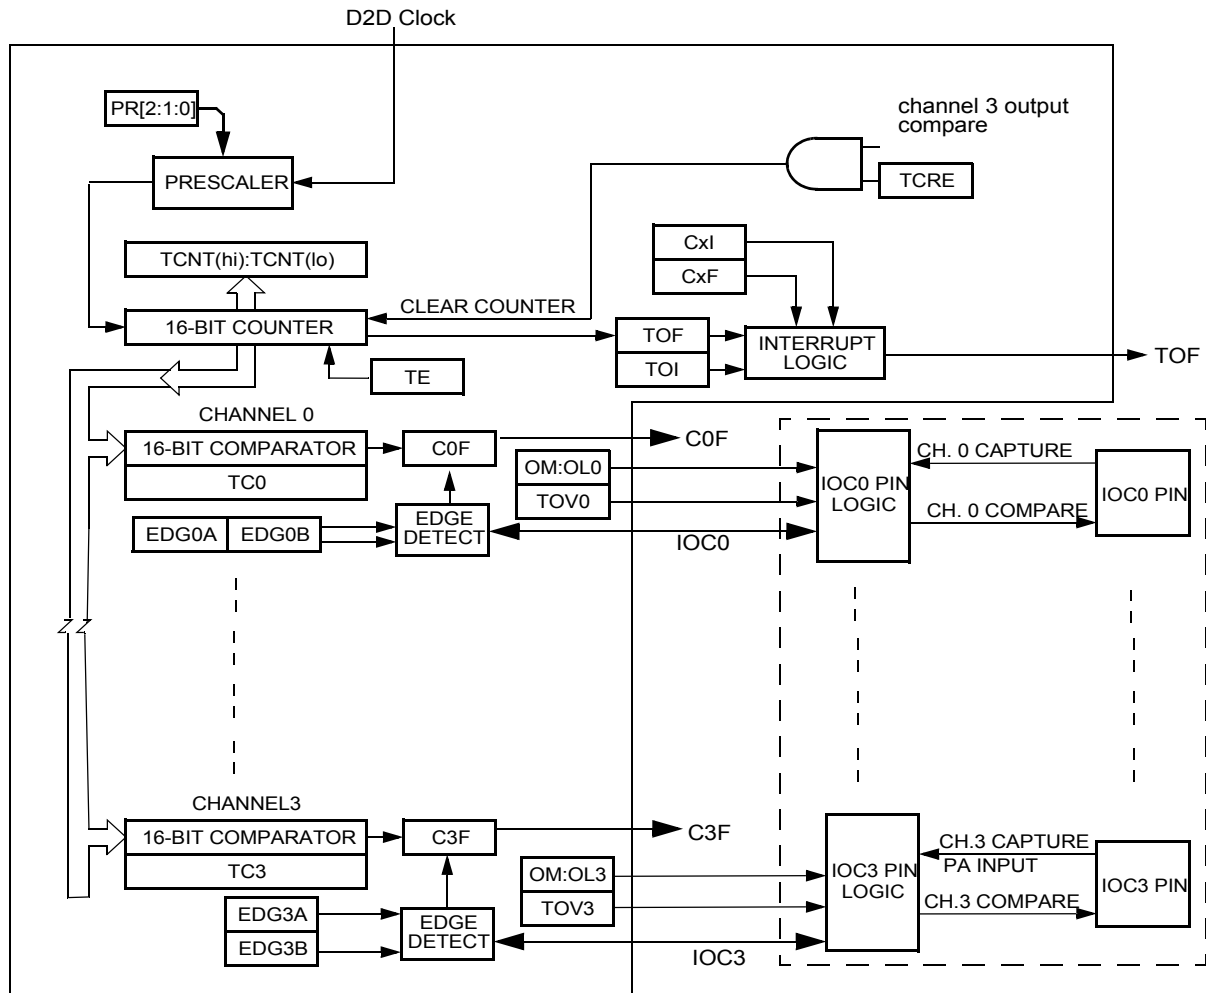 D2D Clock
PR[2:1:0]
channel 3 output
compare
PRESCALER
TCRE
CxI
TCNT(hi):TCNT(lo)
CxF
CLEAR COUNTER
16-BIT COUNTER
TOF
INTERRUPT
LOGIC
TOF
TOI
TE
CHANNEL 0
16-BIT COMPARATOR
C0F
C0F
TC0
OM:OL0
TOV0
IOC0 PIN
LOGIC
CH. 0 CAPTURE
IOC0 PIN
CH. 0 COMPARE
EDG0A
EDG0B
EDGE
DETECT
IOC0
CHANNEL3
16-BIT COMPARATOR
C3F
C3F
TC3
OM:OL3
TOV3
IOC3 PIN
LOGIC
CH.3 CAPTURE
PA INPUT
IOC3 PIN
CH.3 COMPARE
EDG3A
EDG3B
EDGE
DETECT
IOC3